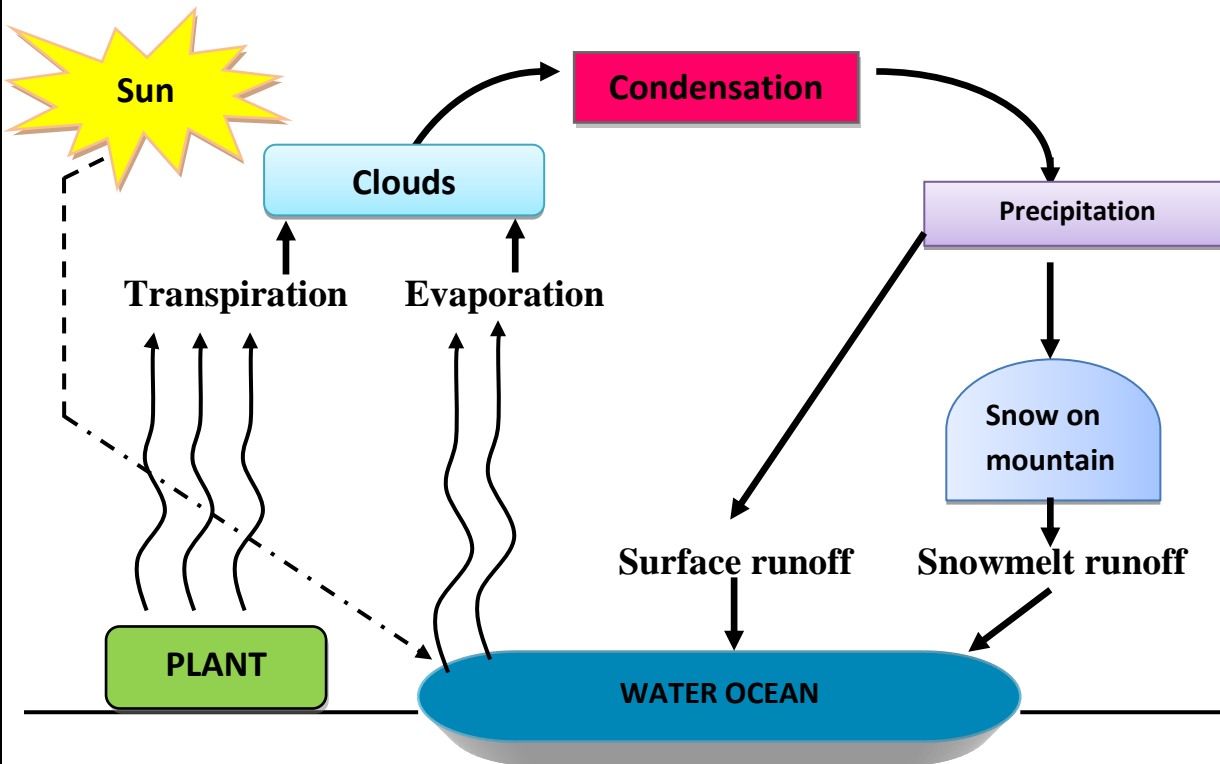 Sun
Condensation
Clouds
Precipitation
Transpiration
Evaporation
Snow on
mountain
Surface runoff
Snowmelt runoff
PLANT
WATER OCEAN